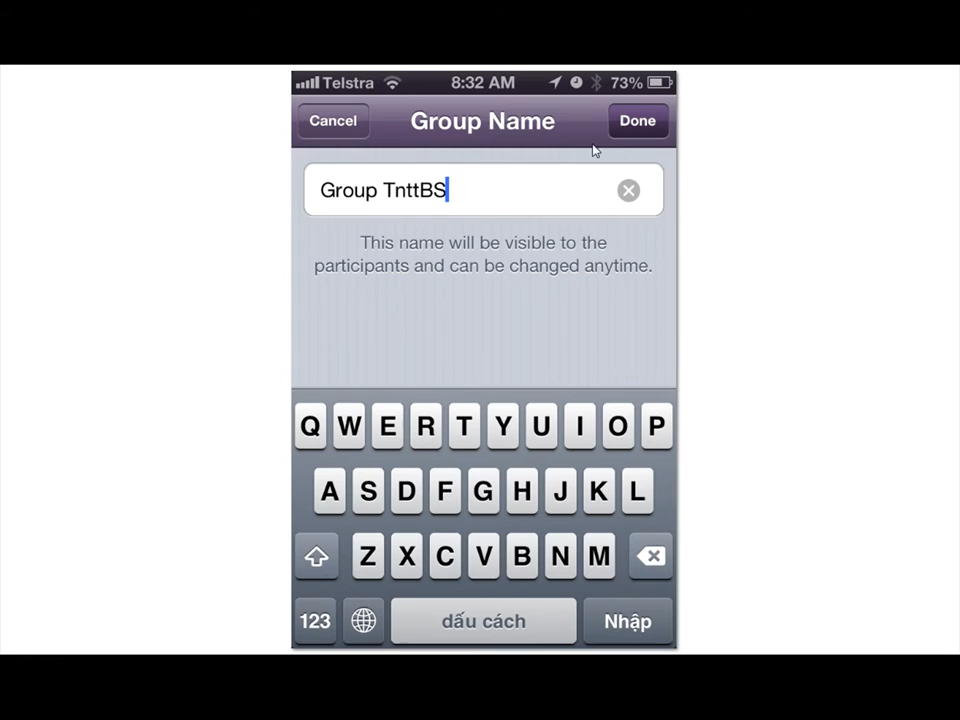 Telstra 8:32 AM 73%
Cancel Group Name Done
Group TnttBS
This name will be visible to the
participants and can be changed anytime.
Q W E R T Y U I O P
A S D F G H J K L
Z X C V B N M
123 dấu cách Nhập